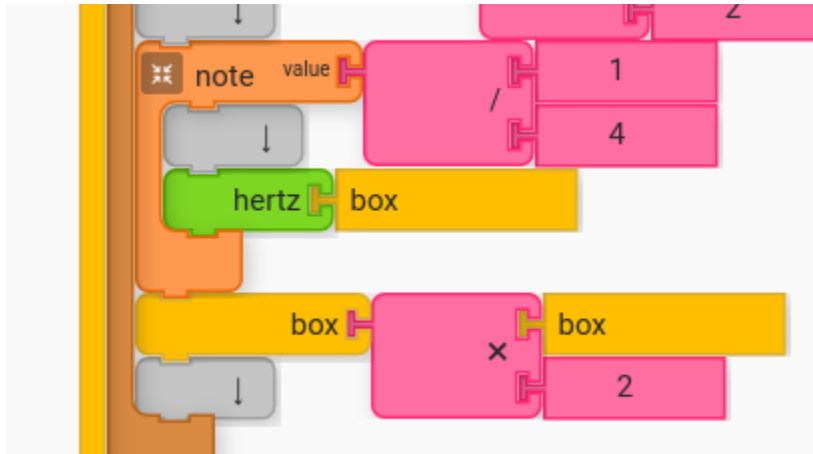 ↓ 2
note value 1
/
↓ 4
hertz box
box box
×
↓ 2